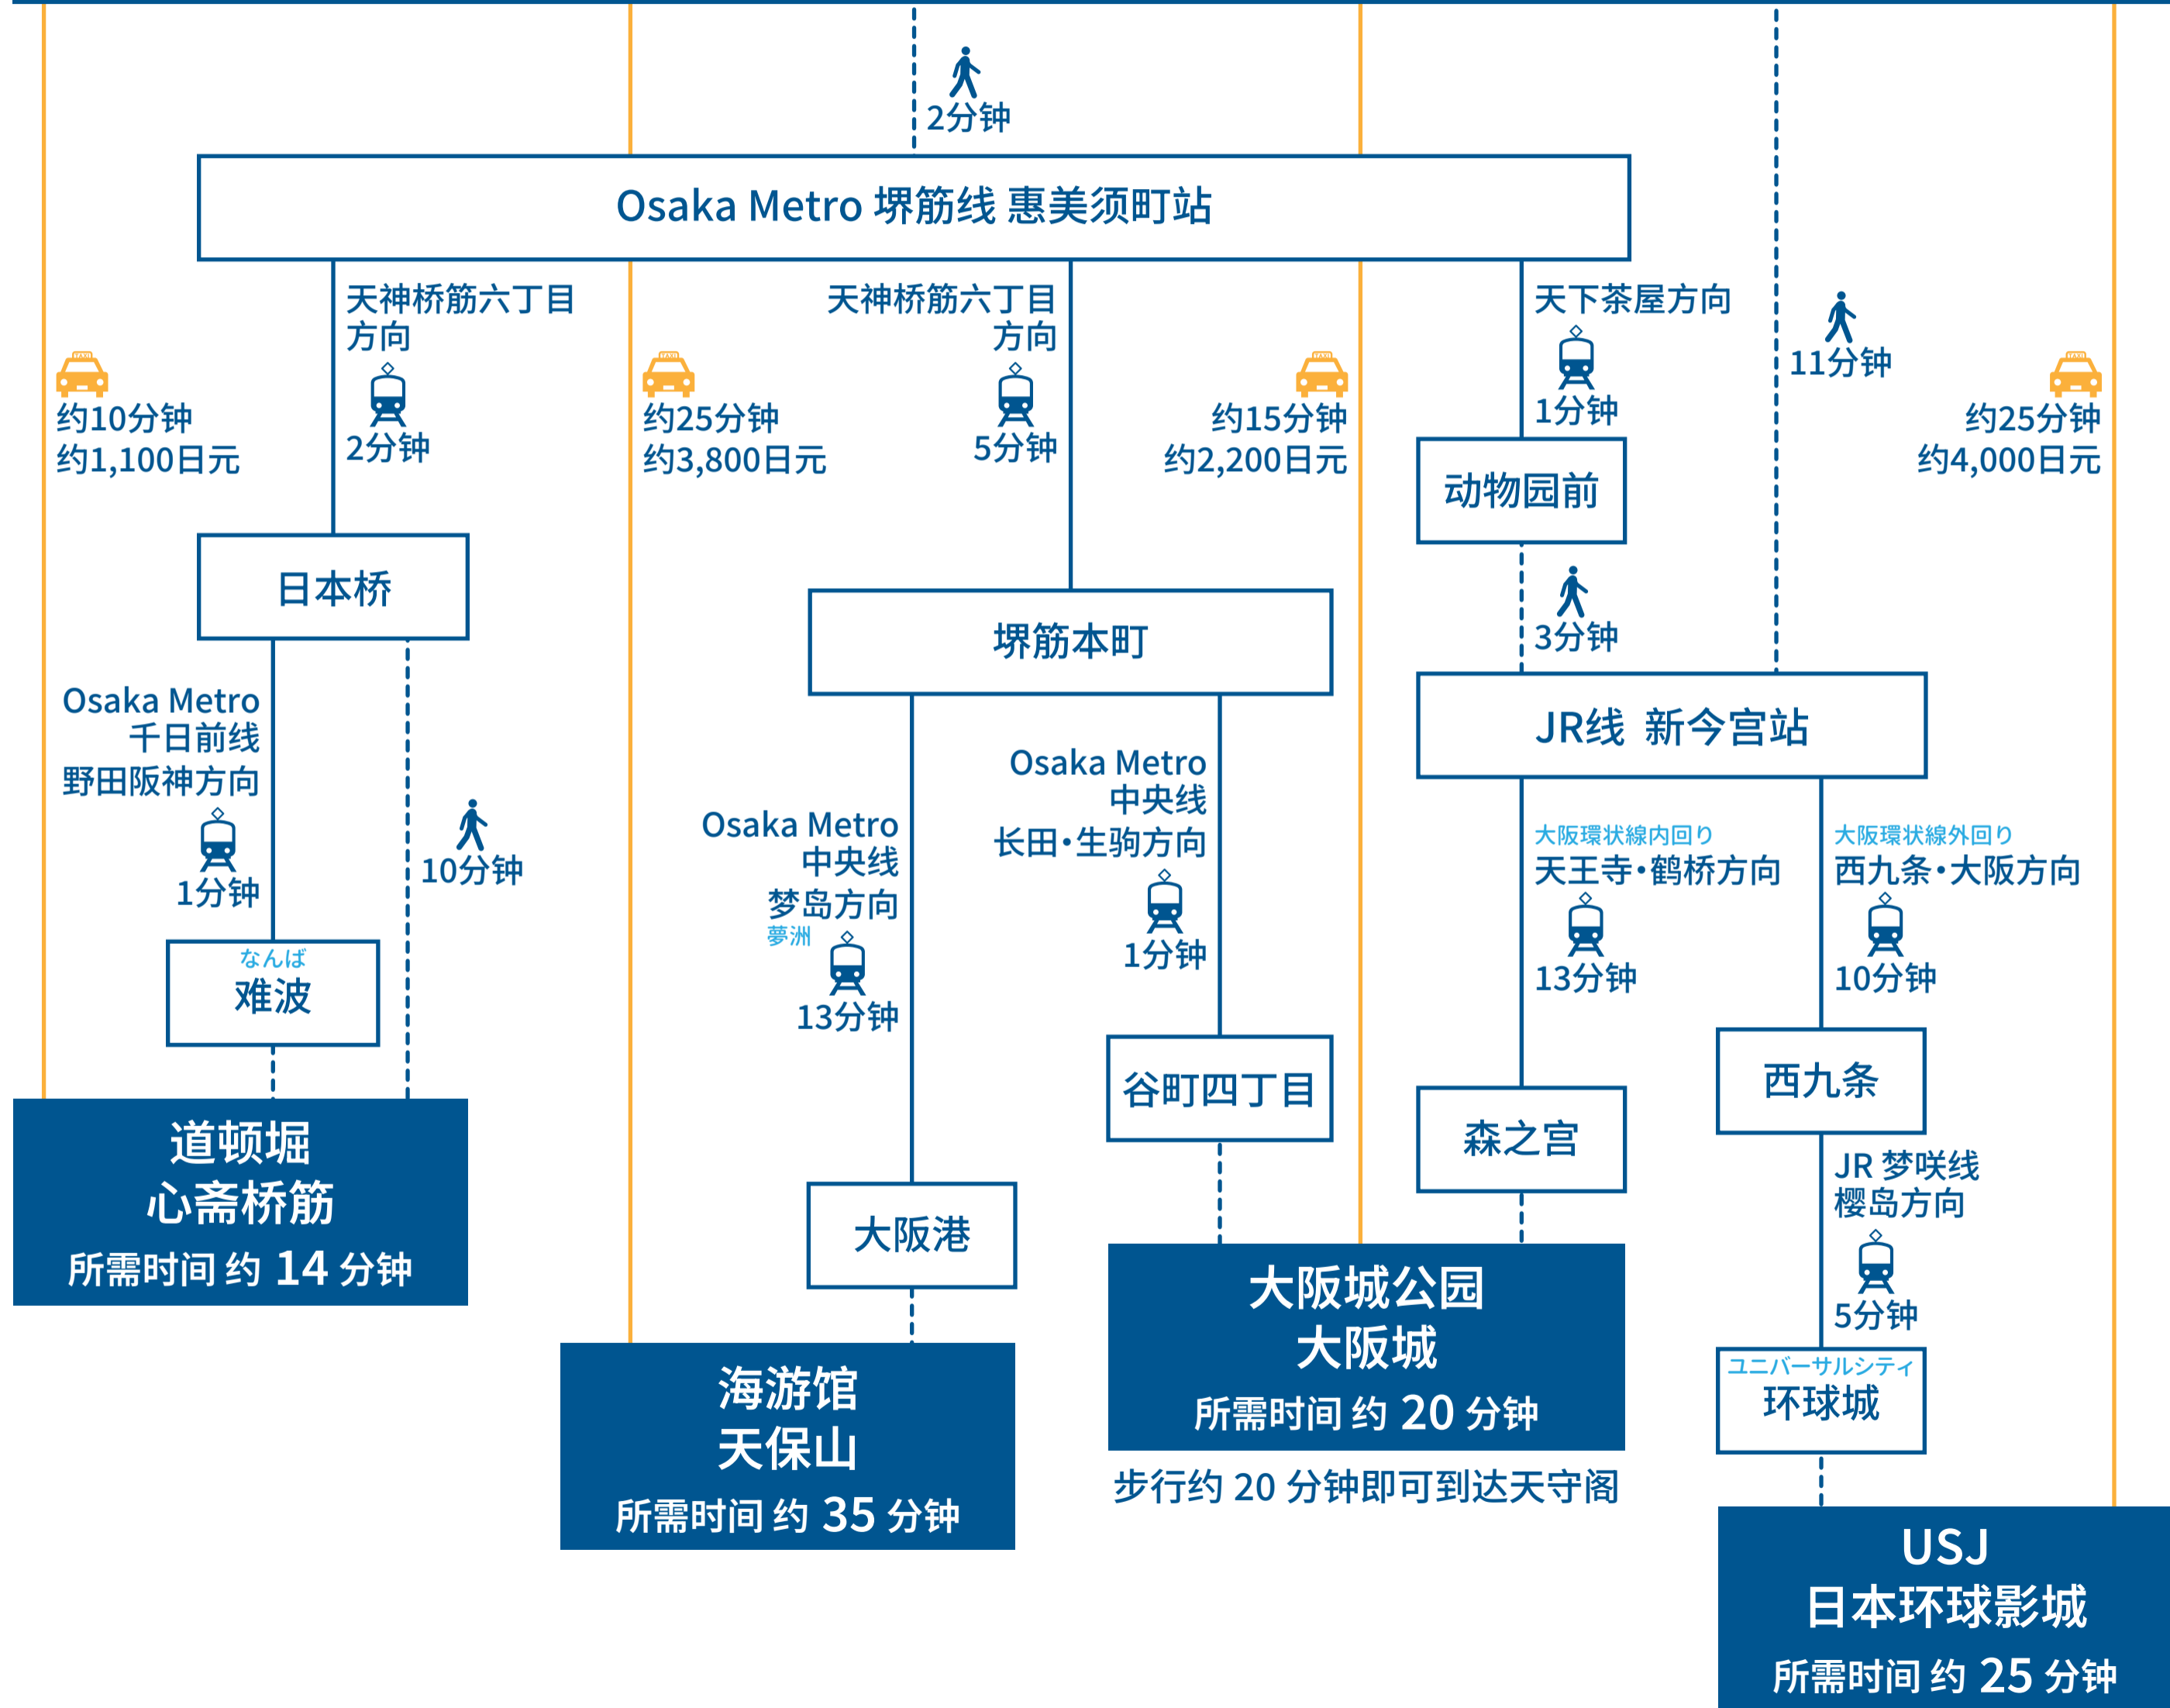 2分钟
Osaka Metro 堺筋线 惠美须町站
天神桥筋六丁目
方向
2分钟
天神桥筋六丁目
方向
5分钟
天下茶屋方向
1分钟
11分钟
TAXI
约10分钟
约1,100日元
TAXI
约25分钟
约3,800日元
TAXI
约15分钟
约2,200日元
TAXI
约25分钟
约4,000日元
动物园前
3分钟
日本桥
堺筋本町
JR线 新今宫站
Osaka Metro
千日前线
野田阪神方向
1分钟
10分钟
Osaka Metro
中央线
梦岛方向
夢洲
13分钟
Osaka Metro
中央线
长田・生驹方向
1分钟
大阪環状線内回り
天王寺・鹤桥方向
13分钟
大阪環状線外回り
西九条・大阪方向
10分钟
なんば
难波
谷町四丁目
森之宫
西九条
道顿堀
心斋桥筋
所需时间 约 14 分钟
大阪港
JR 梦咲线
樱岛方向
5分钟
大阪城公园
大阪城
所需时间 约 20 分钟
步行约 20 分钟即可到达天守阁
海游馆
天保山
所需时间 约 35 分钟
ユニバーサルシティ
环球城
USJ
日本环球影城
所需时间 约 25 分钟